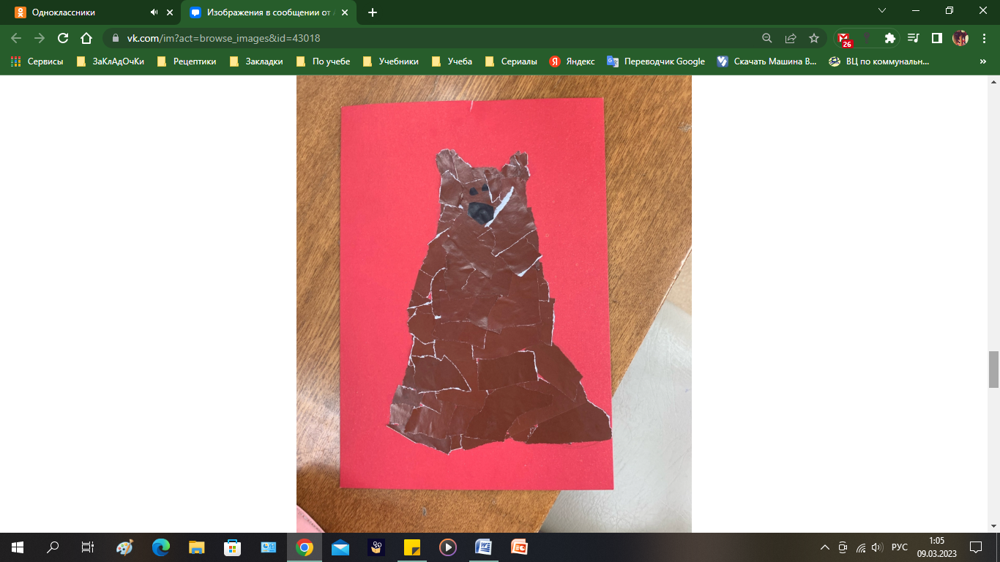 Одноклассники
Изображения в сообщении от
vk.com/im?act=browse_images&id=43018
26
Сервисы
ЗаКлАдОчКи
Рецептики
Закладки
По учебе
Учебники
Учеба
Сериалы
Яндекс
Переводчик Google
Скачать Машина В...
ВЦ по коммунальн...
»
РУС
1:05
09.03.2023